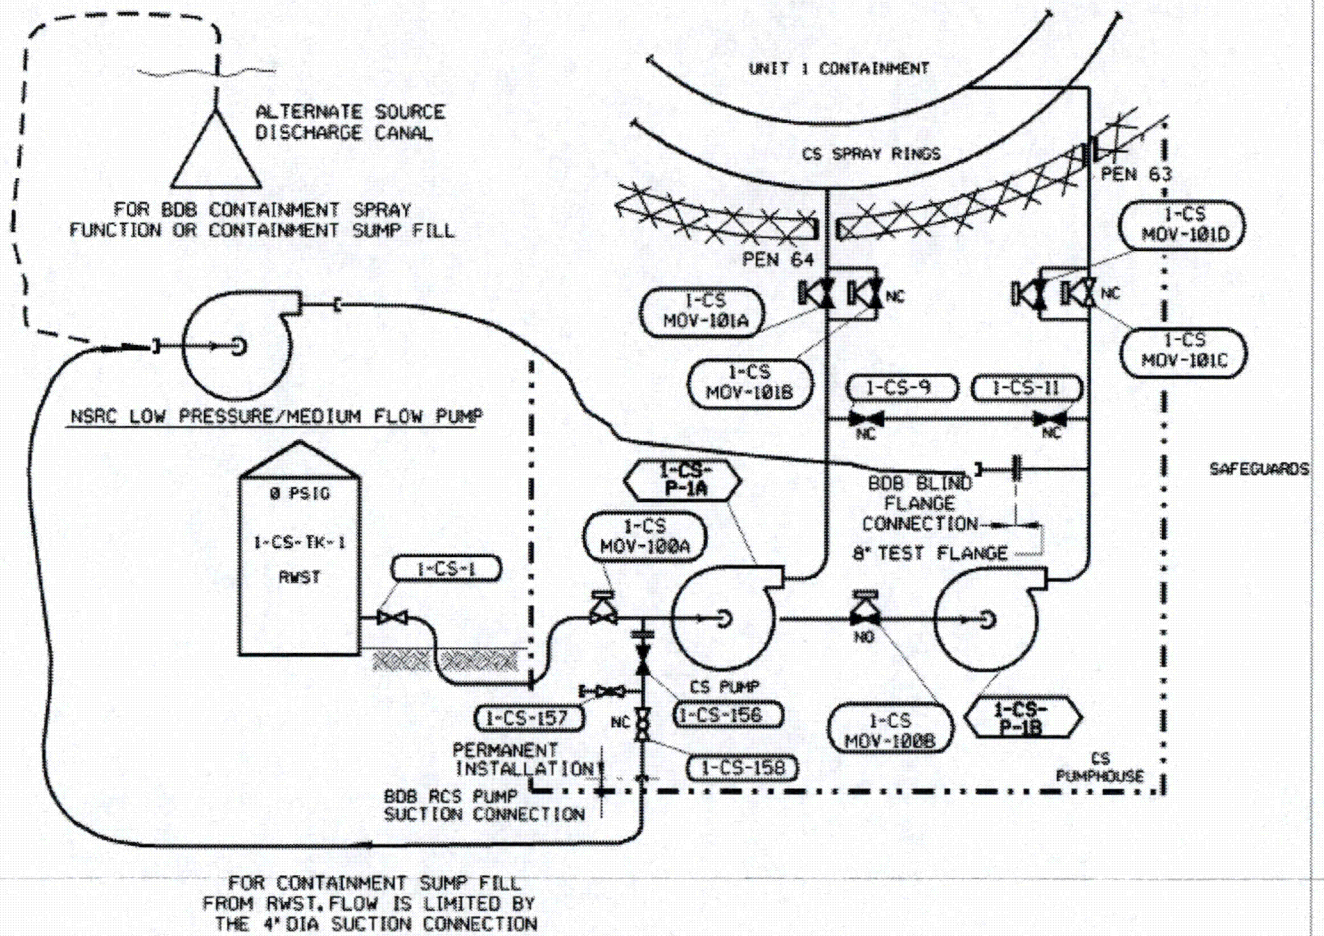 UNIT 1 CONTAINMENT
ALTERNATE SOURCE
DISCHARGE CANAL
CS SPRAY RINGS
PEN 63
FOR BDB CONTAINMENT SPRAY
FUNCTION OR CONTAINMENT SUMP FILL
1-CS
MOV-101D
PEN 64
1-CS
MOV-101A
NC
NC
1-CS
MOV-101C
1-CS
MOV-101B
1-CS-9
1-CS-11
NC
NC
NSRC LOW PRESSURE/MEDIUM FLOW PUMP
SAFEGUARDS
1-CS-
P-1A
BDB BLIND
FLANGE
CONNECTION
8" TEST FLANGE
0 PSIG
1-CS-TK-1
RWST
1-CS-1
1-CS
MOV-100A
NO
CS PUMP
1-CS-157
NC
1-CS-156
1-CS
MOV-100B
1-CS-
P-1B
PERMANENT
INSTALLATION
1-CS-158
CS
PUMPHOUSE
BDB RCS PUMP
SUCTION CONNECTION
FOR CONTAINMENT SUMP FILL
FROM RWST, FLOW IS LIMITED BY
THE 4" DIA SUCTION CONNECTION